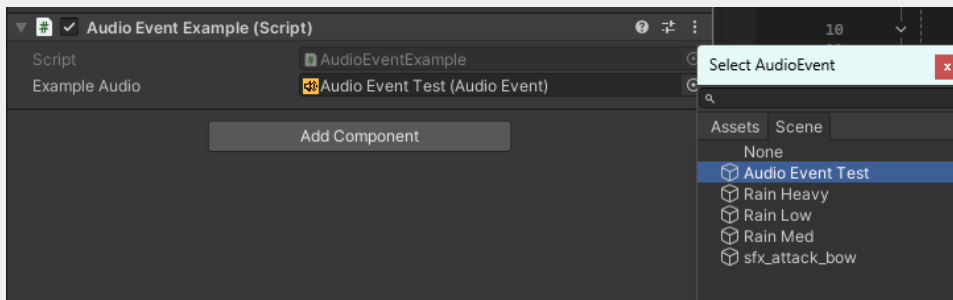 Audio Event Example (Script)
Script AudioEventExample
Example Audio Audio Event Test (Audio Event)
Add Component
10
Select AudioEvent x
Assets Scene
None
Audio Event Test
Rain Heavy
Rain Low
Rain Med
sfx_attack_bow